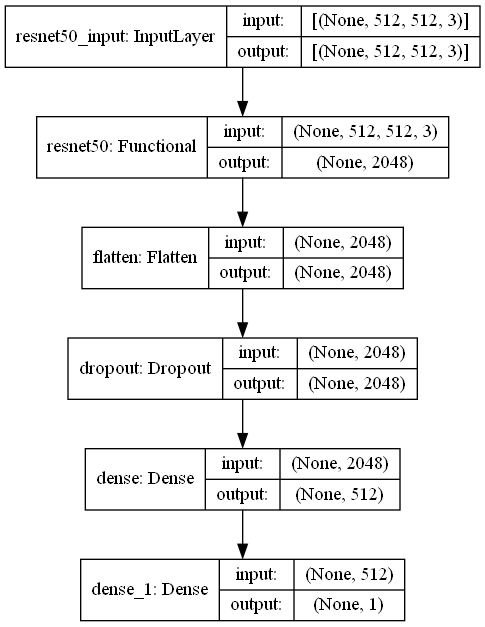 resnet50_input: InputLayer
input:
[(None, 512, 512, 3)]
output:
[(None, 512, 512, 3)]
resnet50: Functional
input:
(None, 512, 512, 3)
output:
(None, 2048)
flatten: Flatten
input:
(None, 2048)
output:
(None, 2048)
dropout: Dropout
input:
(None, 2048)
output:
(None, 2048)
dense: Dense
input:
(None, 2048)
output:
(None, 512)
dense_1: Dense
input:
(None, 512)
output:
(None, 1)